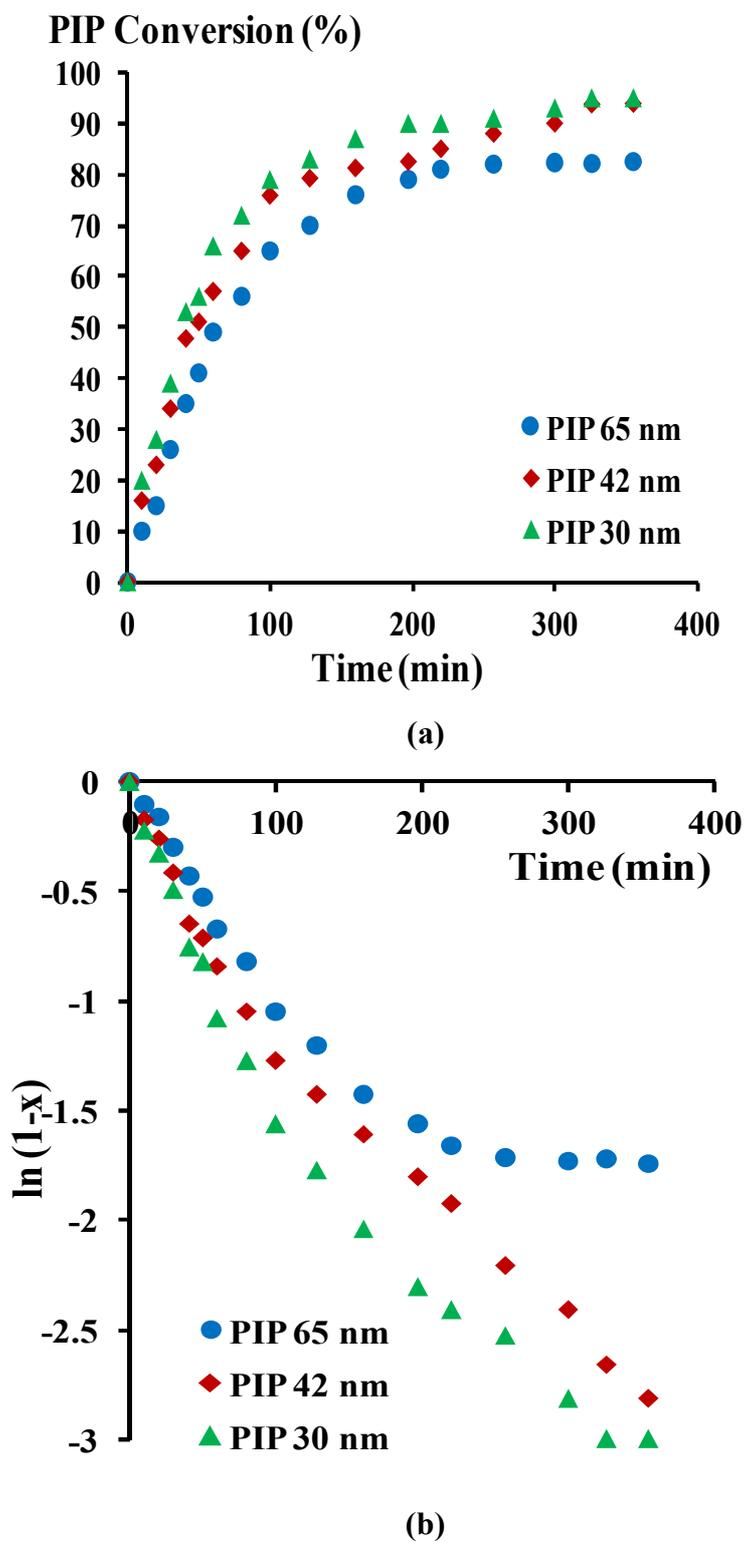 PIP Conversion (%)
100
90
80
70
60
50
40
30
20
10
0
0 100 200 300 400
Time (min)
PIP 65 nm
PIP 42 nm
PIP 30 nm
(a)
0
0 100 200 300 400
Time (min)
-0.5
-1
-1.5
-2
-2.5
-3
ln (1-x)
PIP 65 nm
PIP 42 nm
PIP 30 nm
(b)